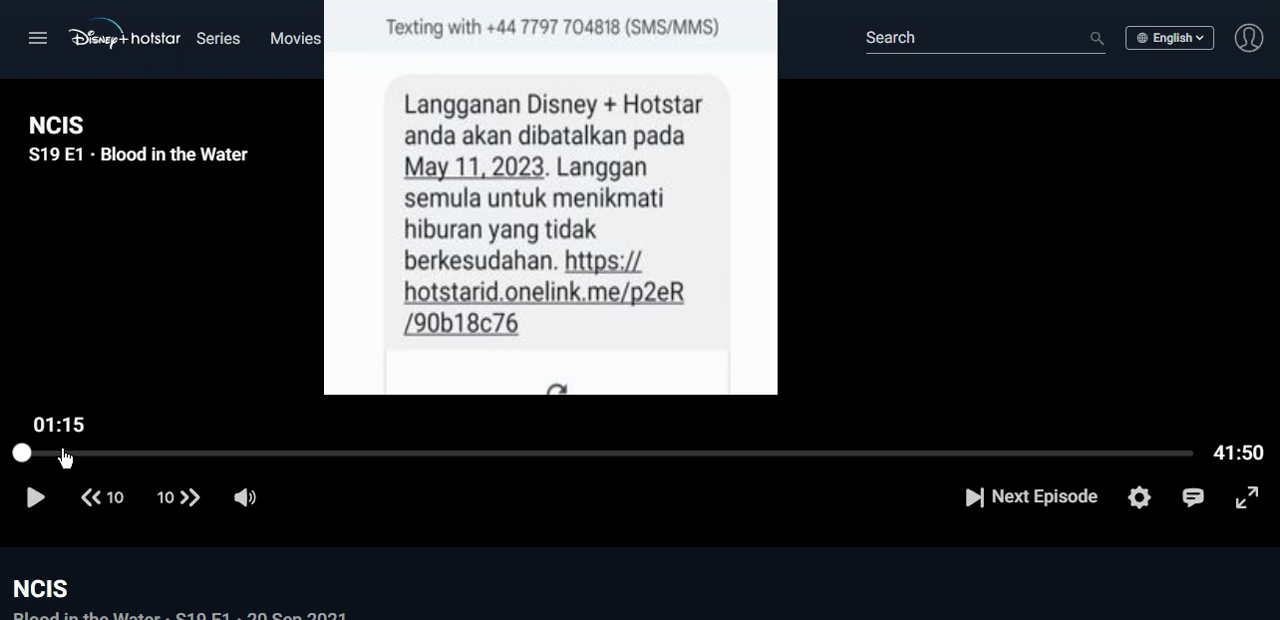 Disney+ hotstar Series Movies Search English
Texting with +44 7797 704818 (SMS/MMS)
Langganan Disney + Hotstar
anda akan dibatalkan pada
May 11, 2023. Langgan
semula untuk menikmati
hiburan yang tidak
berkesudahan. https://
hotstarid.onelink.me/p2eR
/90b18c76
NCIS
S19 E1 · Blood in the Water
01:15
41:50
10 10 Next Episode
NCIS
Blood in the Water · S19 E1 · 20 Sep 2021